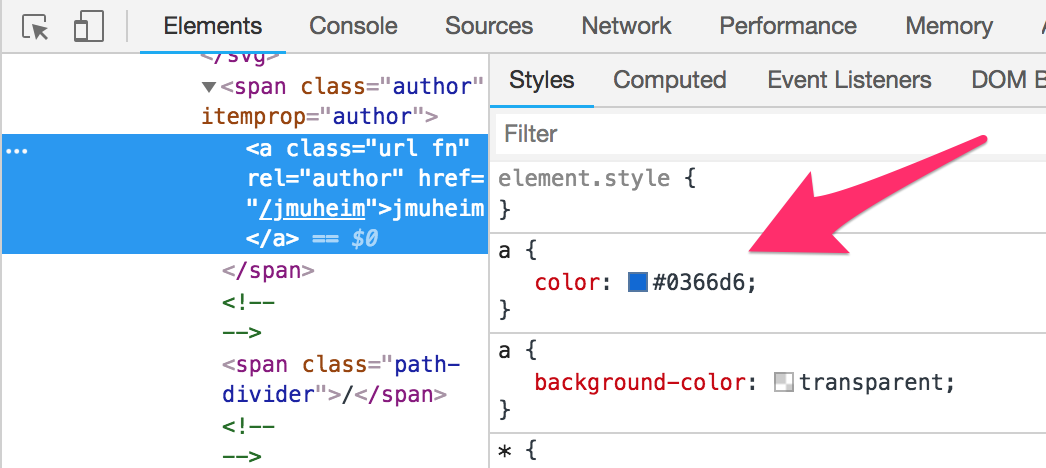 Elements Console Sources Network Performance Memory
</svg>
▼<span class="author"
itemprop="author">
… <a class="url fn"
rel="author" href=
"/jmuheim">jmuheim
</a> == $0
</span>
<!--
-->
<span class="path-
divider">/</span>
<!--
-->
Styles Computed Event Listeners DOM B
Filter
element.style {
}
a {
color: #0366d6;
}
a {
background-color: transparent;
}
* {